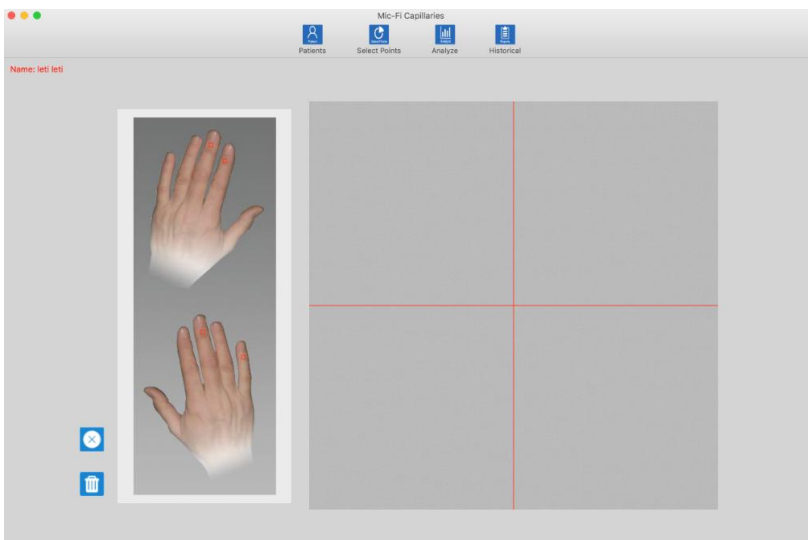 Mic-Fi Capillaries
Patients Select Points Analyze Historical
Name: leti leti